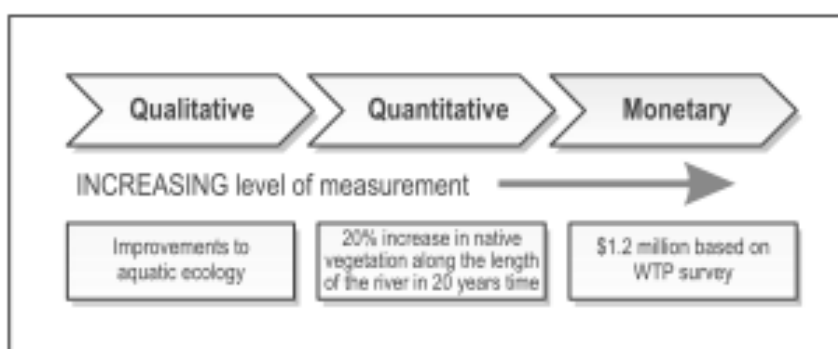 Qualitative
Quantitative
Monetary
INCREASING level of measurement
Improvements to
aquatic ecology
20% increase in native
vegetation along the length
of the river in 20 years time
$1.2 million based on
WTP survey